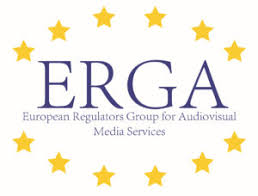 ERGA
European Regulators Group for Audiovisual
Media Services